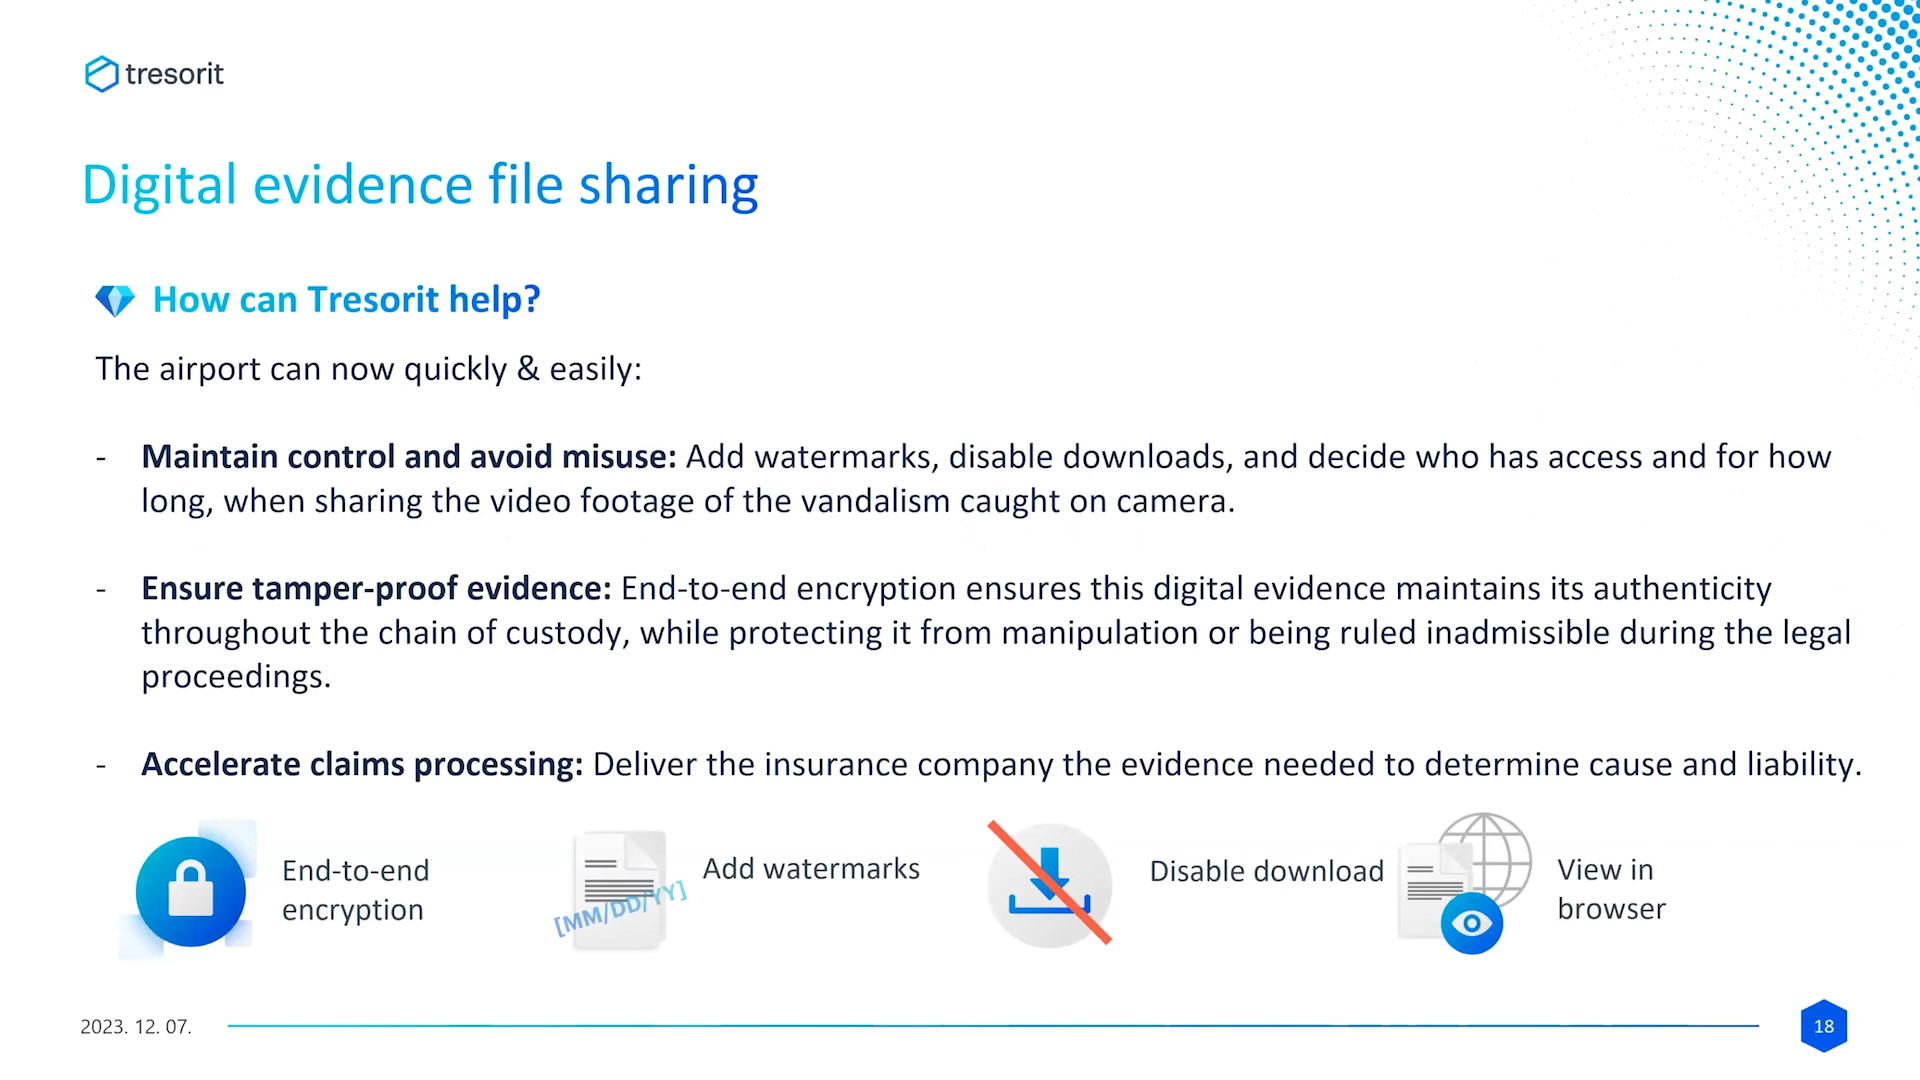 tresorit
Digital evidence file sharing
How can Tresorit help?
The airport can now quickly & easily:
- Maintain control and avoid misuse: Add watermarks, disable downloads, and decide who has access and for how
long, when sharing the video footage of the vandalism caught on camera.
- Ensure tamper-proof evidence: End-to-end encryption ensures this digital evidence maintains its authenticity
throughout the chain of custody, while protecting it from manipulation or being ruled inadmissible during the legal
proceedings.
- Accelerate claims processing: Deliver the insurance company the evidence needed to determine cause and liability.
End-to-end
encryption
[MM/DD/YY]
Add watermarks
Disable download
View in
browser
2023. 12. 07.
18